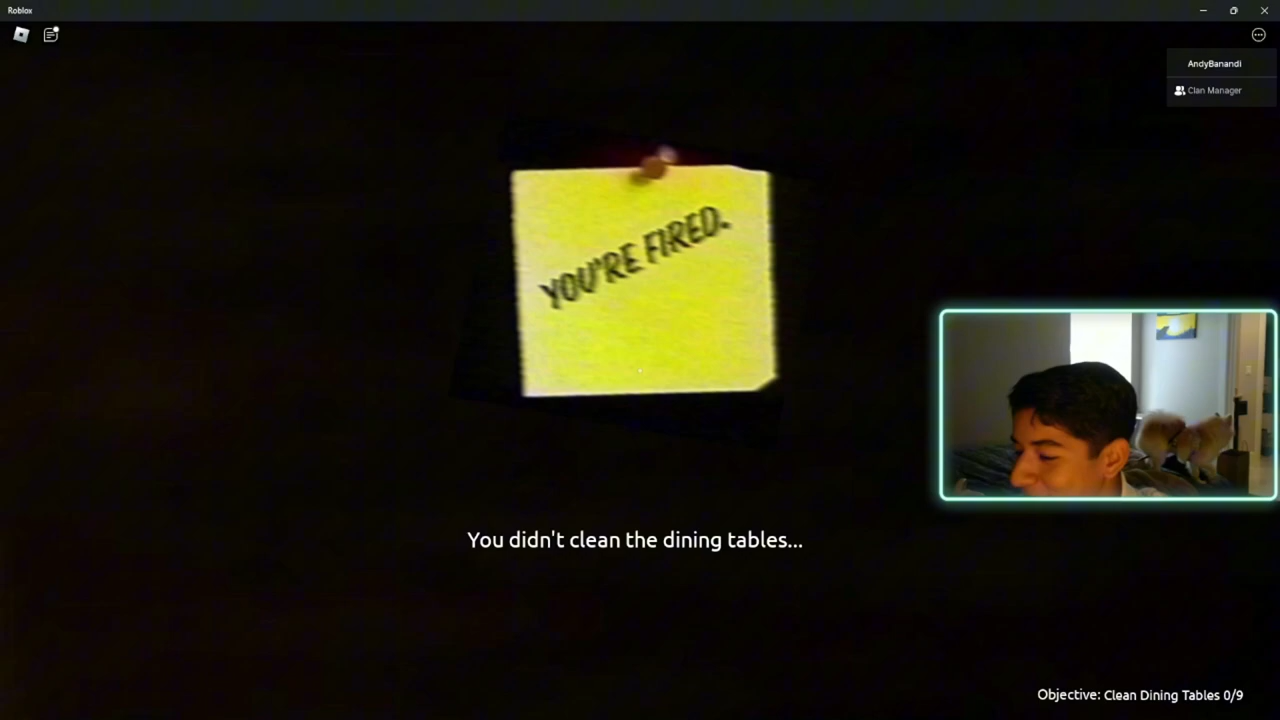 Roblox
AndyBanandi
Clan Manager
YOU'RE FIRED.
You didn't clean the dining tables...
Objective: Clean Dining Tables 0/9